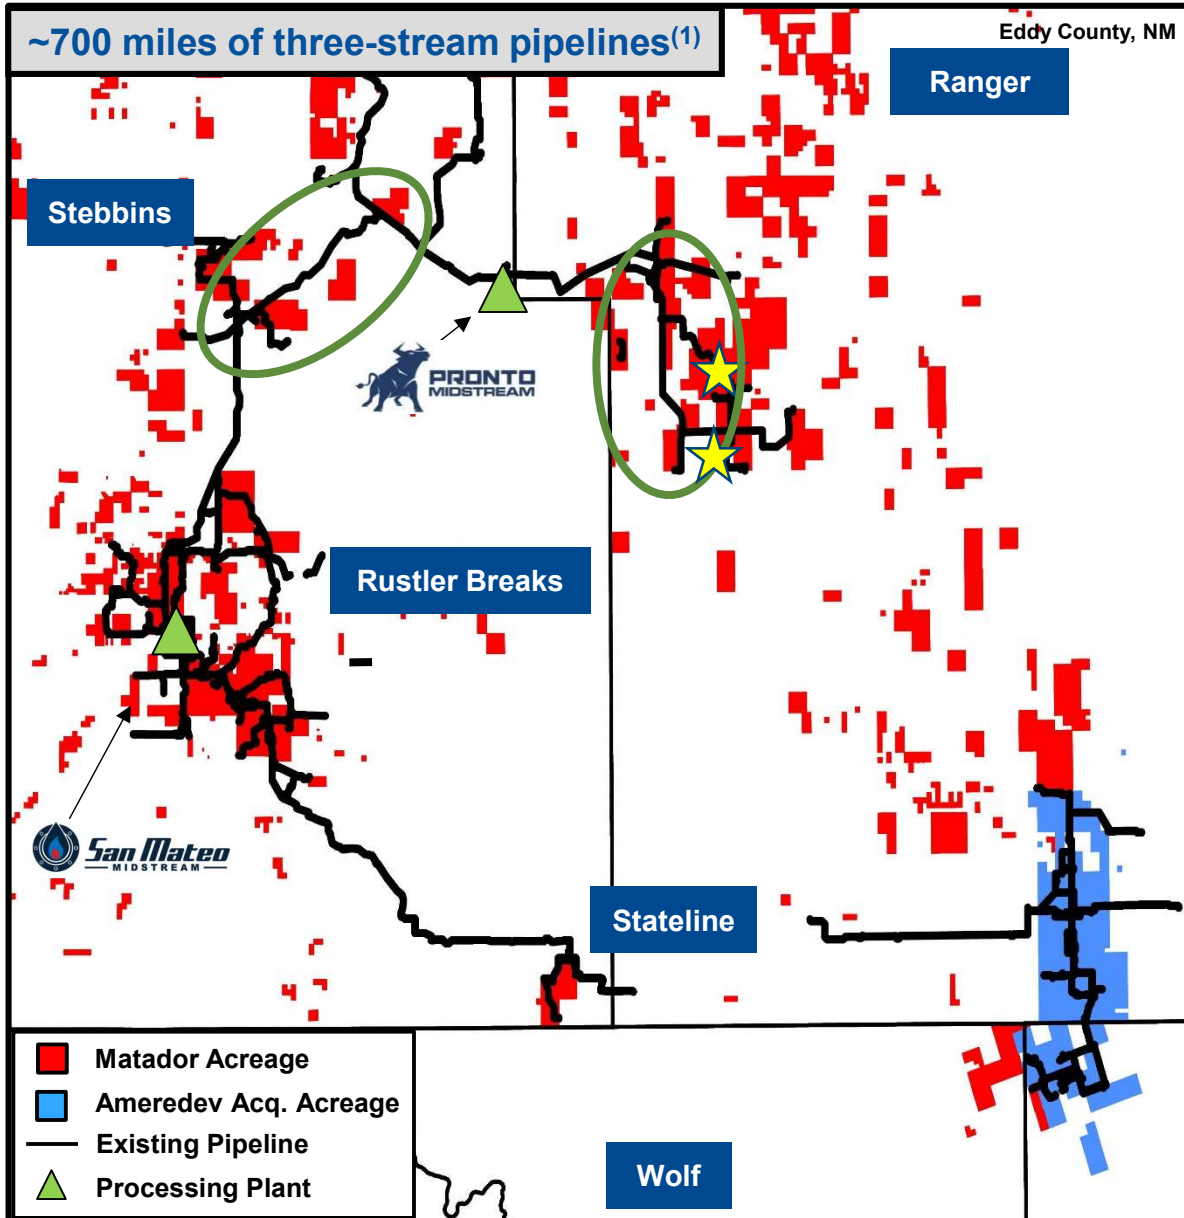 ~700 miles of three-stream pipelines(1)
Eddy County, NM
Ranger
Stebbins
PRONTO
MIDSTREAM
Rustler Breaks
San Mateo
MIDSTREAM
Stateline
Matador Acreage
Ameredev Acq. Acreage
Existing Pipeline
Processing Plant
Wolf